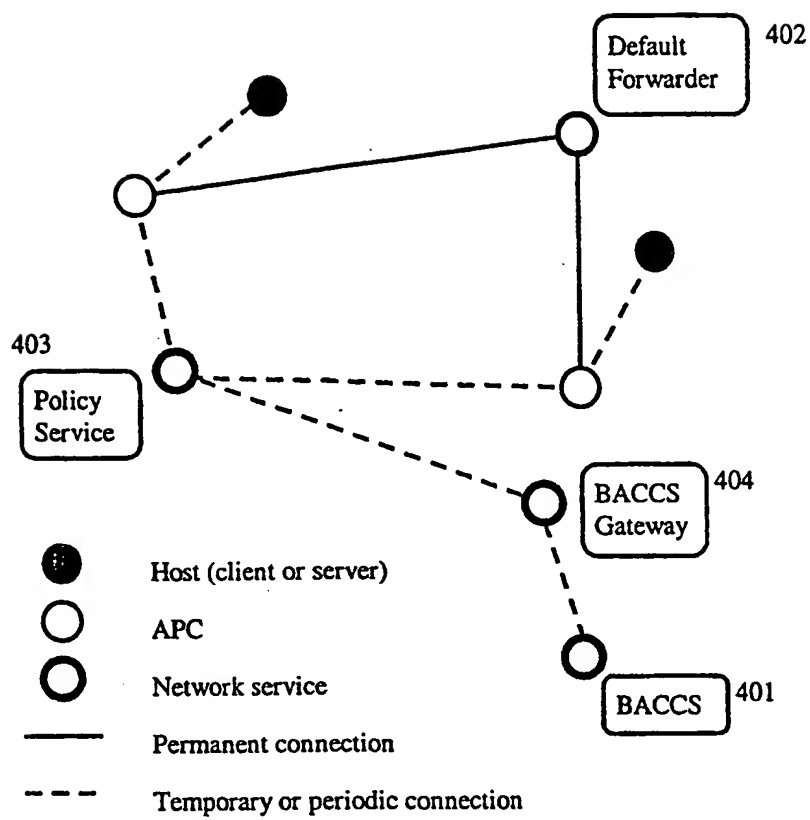 402
Default
Forwarder
403
Policy
Service
BACCS
Gateway
404
Host (client or server)
APC
Network service
BACCS
401
Permanent connection
Temporary or periodic connection